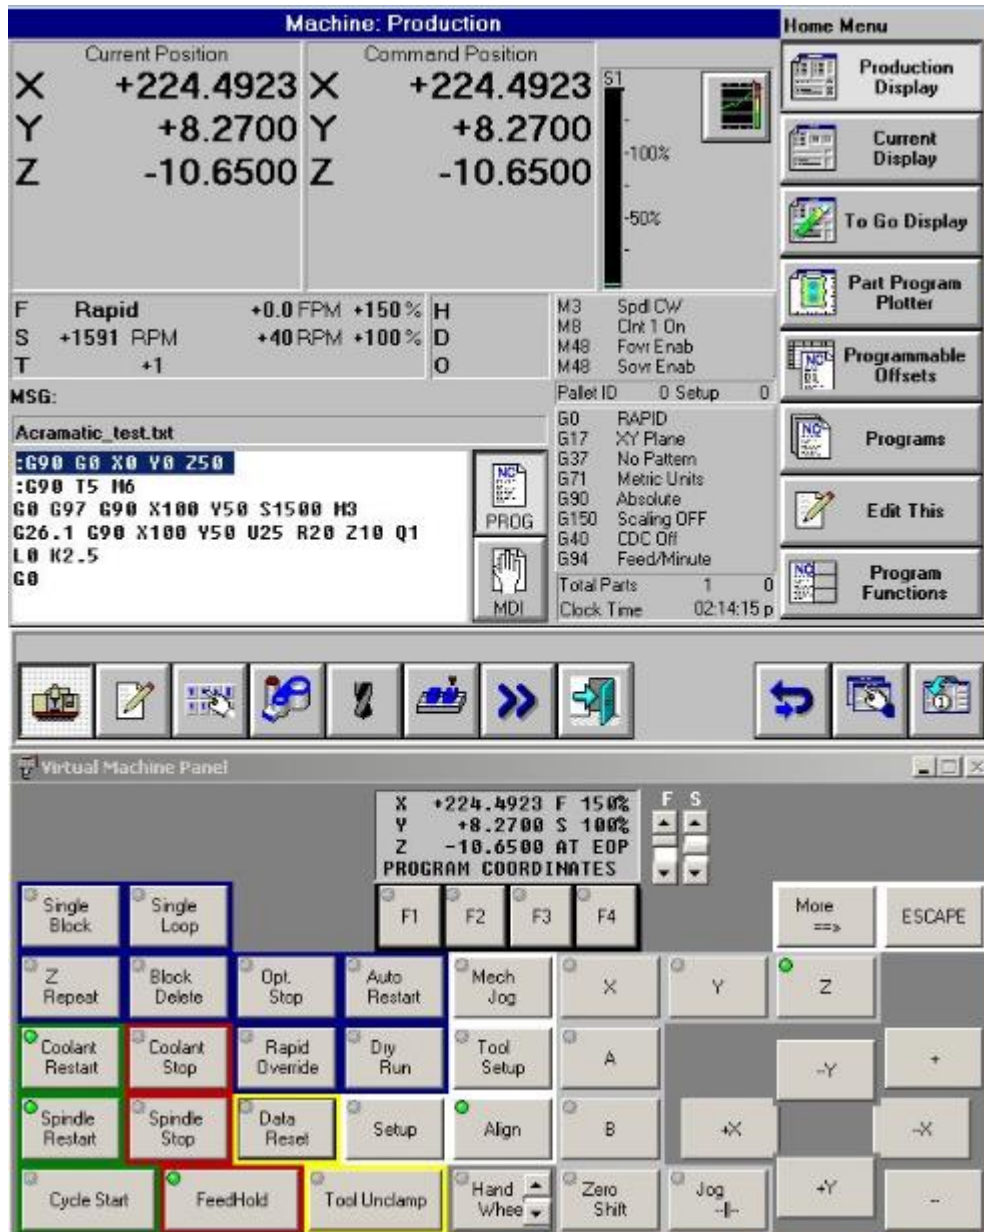 Machine: Production
Home Menu
Current Position
Command Position
X +224.4923 X +224.4923
Y +8.2700 Y +8.2700
Z -10.6500 Z -10.6500
S1
-100%
-50%
Production
Display
Current
Display
To Go Display
Part Program
Plotter
Programmable
Offsets
Programs
Edit This
Program
Functions
F Rapid +0.0 FPM +150% H
S +1591 RPM +40 RPM +100% D
T +1 O
M3 Spdl CW
M8 Clnt 1 On
M48 Fovr Enab
M48 Sovr Enab
Pallet ID 0 Setup 0
MSG:
Acramatic_test.txt
:G90 G0 X0 Y0 Z50
:G90 T5 M6
G0 G97 G90 X100 Y50 S1500 M3
G26.1 G90 X100 Y50 U25 R20 Z10 Q1
L0 K2.5
G0
NC
PROG
MDI
G0 RAPID
G17 XY Plane
G37 No Pattern
G71 Metric Units
G90 Absolute
G150 Scaling OFF
G40 CDC Off
G94 Feed/Minute
Total Parts 1 0
Clock Time 02:14:15 p
Virtual Machine Panel
X +224.4923 F 150%
Y +8.2700 S 100%
Z -10.6500 AT EOP
PROGRAM COORDINATES
F S
Single
Block
Single
Loop
F1
F2
F3
F4
More
==>
ESCAPE
Z
Repeat
Block
Delete
Opt.
Stop
Auto
Restart
Mech
Jog
X
Y
Z
Coolant
Restart
Coolant
Stop
Rapid
Override
Dry
Run
Tool
Setup
A
-Y
+
Spindle
Restart
Spindle
Stop
Data
Reset
Setup
Align
B
+X
-X
Cycle Start
FeedHold
Tool Unclamp
Hand
Whee
Zero
Shift
Jog
--||--
+Y
-